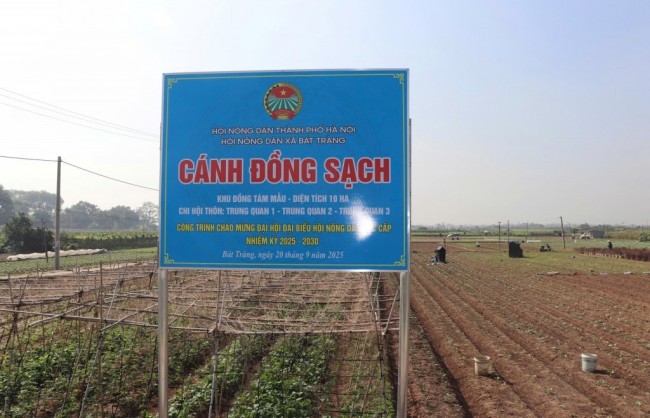 HỘI NÔNG DÂN THÀNH PHỐ HÀ NỘI
HỘI NÔNG DÂN XÃ BÁT TRÀNG
CÁNH ĐỒNG SẠCH
KHU ĐỒNG TÁM MẪU - DIỆN TÍCH 10 HA
CHI HỘI THÔN: TRUNG QUAN 1 - TRUNG QUAN 2 - TRUNG QUAN 3
CÔNG TRÌNH CHÀO MỪNG ĐẠI HỘI ĐẠI BIỂU HỘI NÔNG DÂN CÁC CẤP
NHIỆM KỲ 2025 - 2030
Bát Tràng, ngày 20 tháng 9 năm 2025